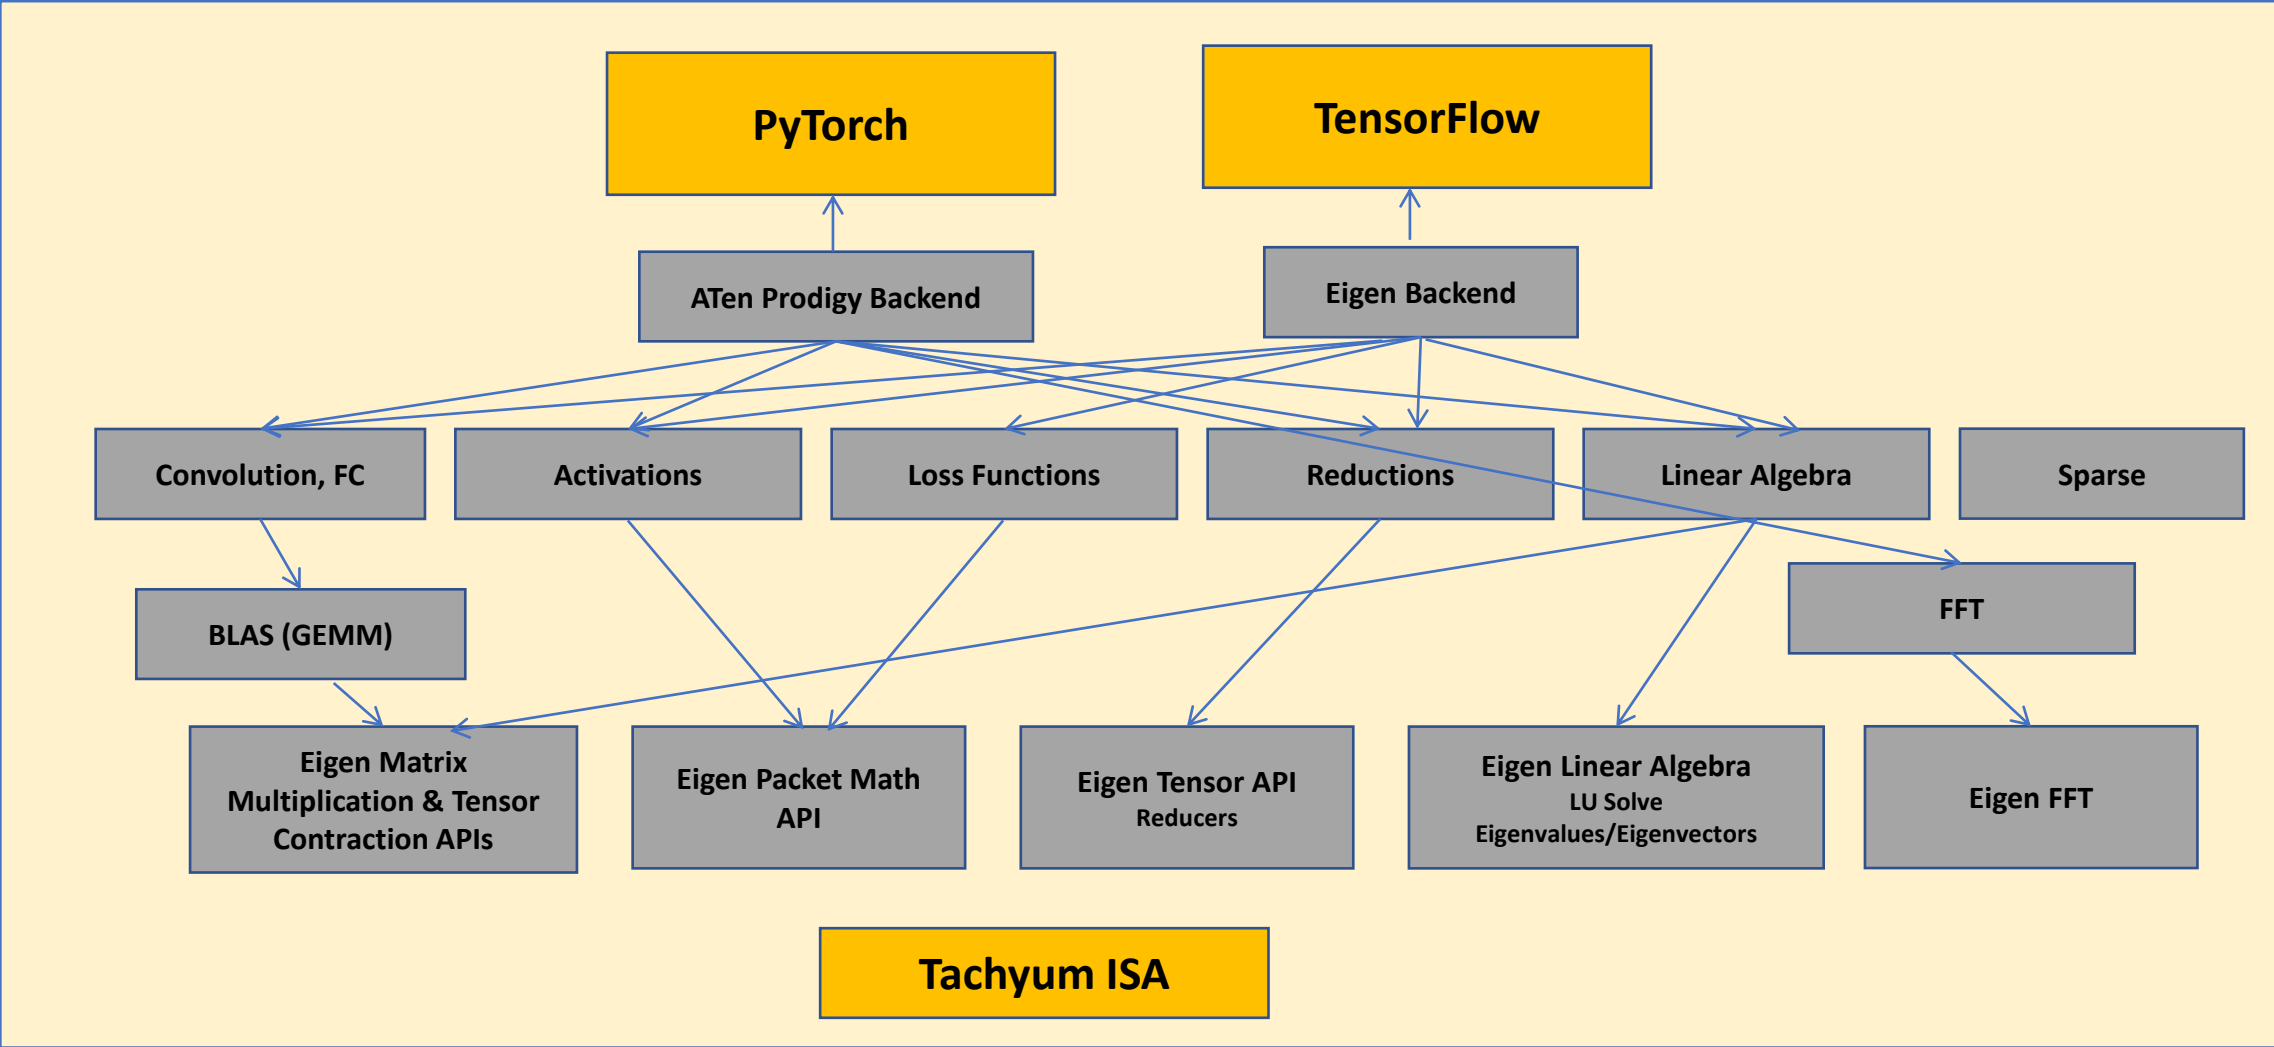 PyTorch
TensorFlow
ATen Prodigy Backend
Eigen Backend
Convolution, FC
Activations
Loss Functions
Reductions
Linear Algebra
Sparse
BLAS (GEMM)
FFT
Eigen Matrix
Multiplication & Tensor
Contraction APIs
Eigen Packet Math
API
Eigen Tensor API
Reducers
Eigen Linear Algebra
LU Solve
Eigenvalues/Eigenvectors
Eigen FFT
Tachyum ISA